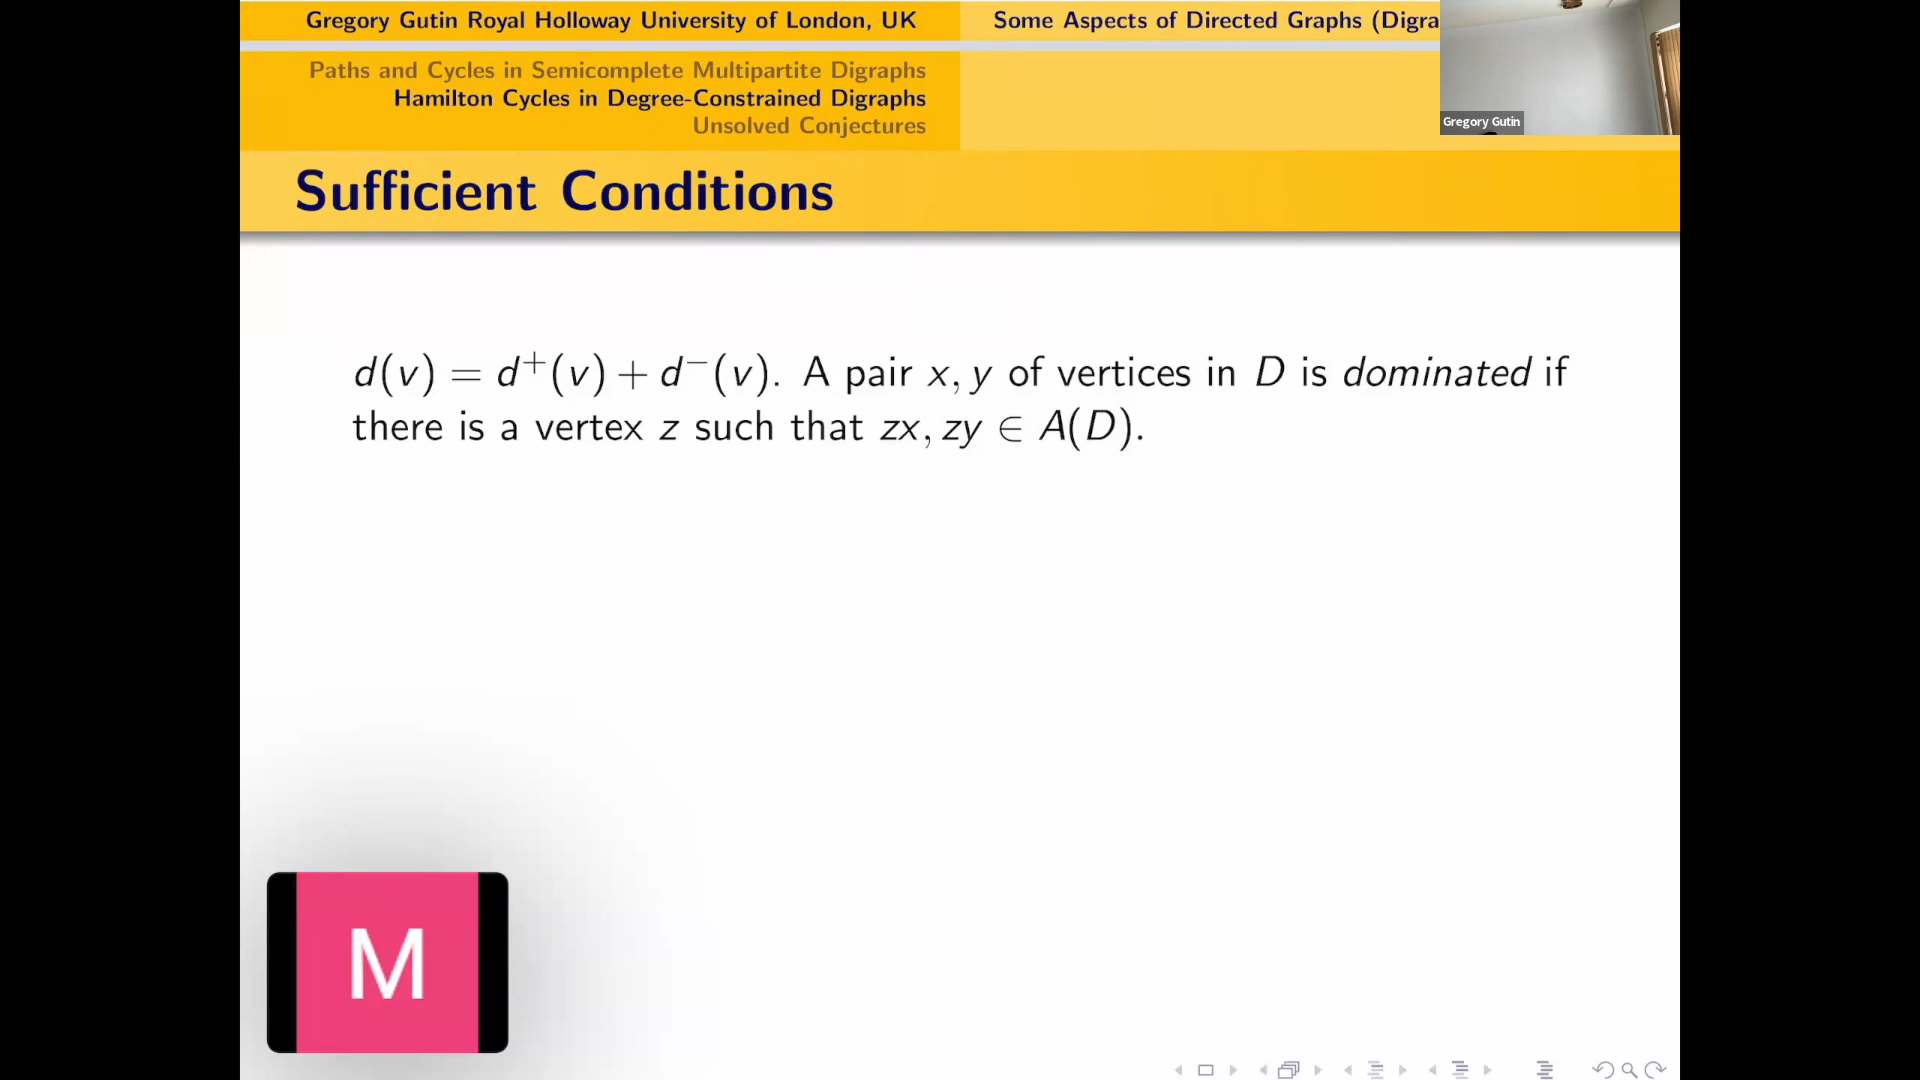 Gregory Gutin Royal Holloway University of London, UK
Some Aspects of Directed Graphs (Digra
Paths and Cycles in Semicomplete Multipartite Digraphs
Hamilton Cycles in Degree-Constrained Digraphs
Unsolved Conjectures
Gregory Gutin
Sufficient Conditions
d(v) = d⁺(v) + d⁻(v). A pair x, y of vertices in D is dominated if
there is a vertex z such that zx, zy ∈ A(D).
M